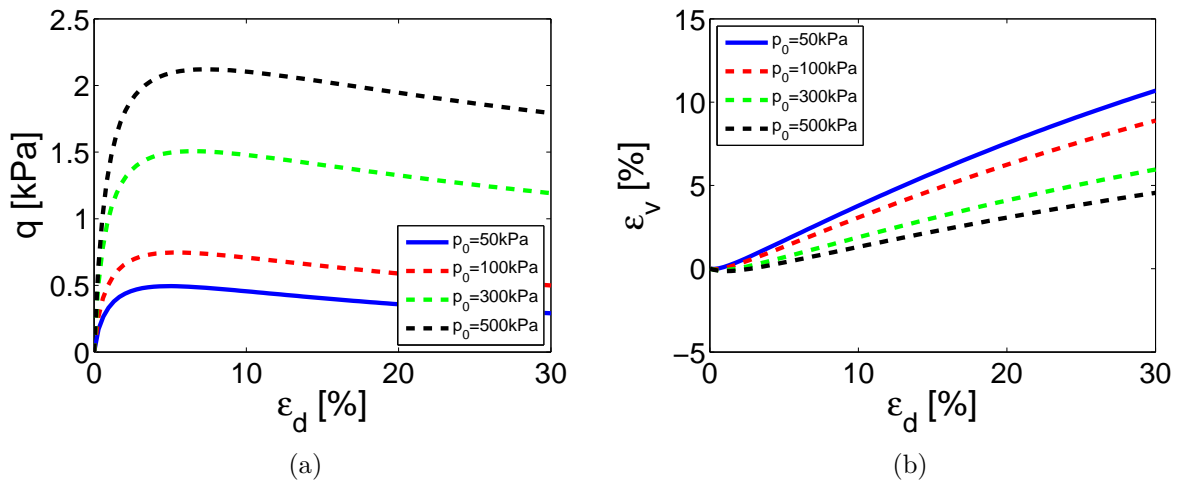 2.5
2
1.5
1
0.5
0
q [kPa]
p0=50kPa
p0=100kPa
p0=300kPa
p0=500kPa
0 10 20 30
εd [%]
(a)
15
10
5
0
−5
εv [%]
p0=50kPa
p0=100kPa
p0=300kPa
p0=500kPa
0 10 20 30
εd [%]
(b)